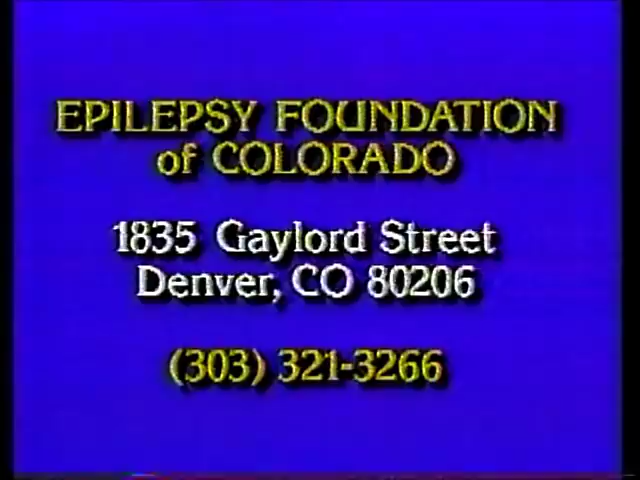 EPILEPSY FOUNDATION
of COLORADO
1835 Gaylord Street
Denver, CO 80206
(303) 321-3266